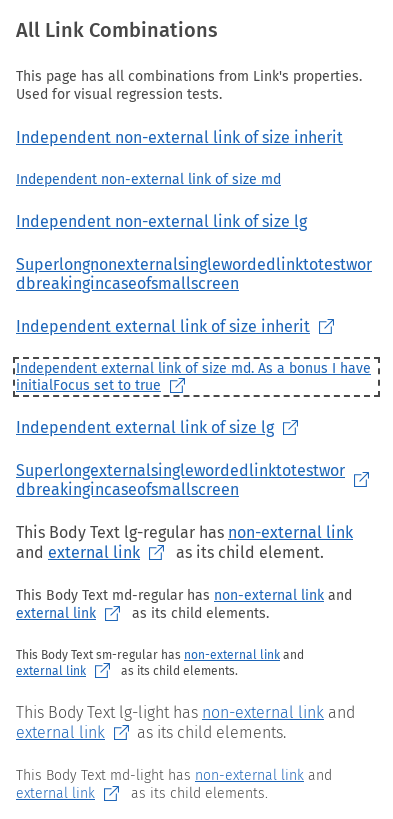 All Link Combinations
This page has all combinations from Link's properties.
Used for visual regression tests.
Independent non-external link of size inherit
Independent non-external link of size md
Independent non-external link of size lg
Superlongnonexternalsinglewordedlinktotestwor
dbreakingincaseofsmallscreen
Independent external link of size inherit
Independent external link of size md. As a bonus I have
initialFocus set to true
Independent external link of size lg
Superlongexternalsinglewordedlinktotestwor
dbreakingincaseofsmallscreen
This Body Text lg-regular has non-external link
and external link as its child element.
This Body Text md-regular has non-external link and
external link as its child elements.
This Body Text sm-regular has non-external link and
external link as its child elements.
This Body Text lg-light has non-external link and
external link as its child elements.
This Body Text md-light has non-external link and
external link as its child elements.